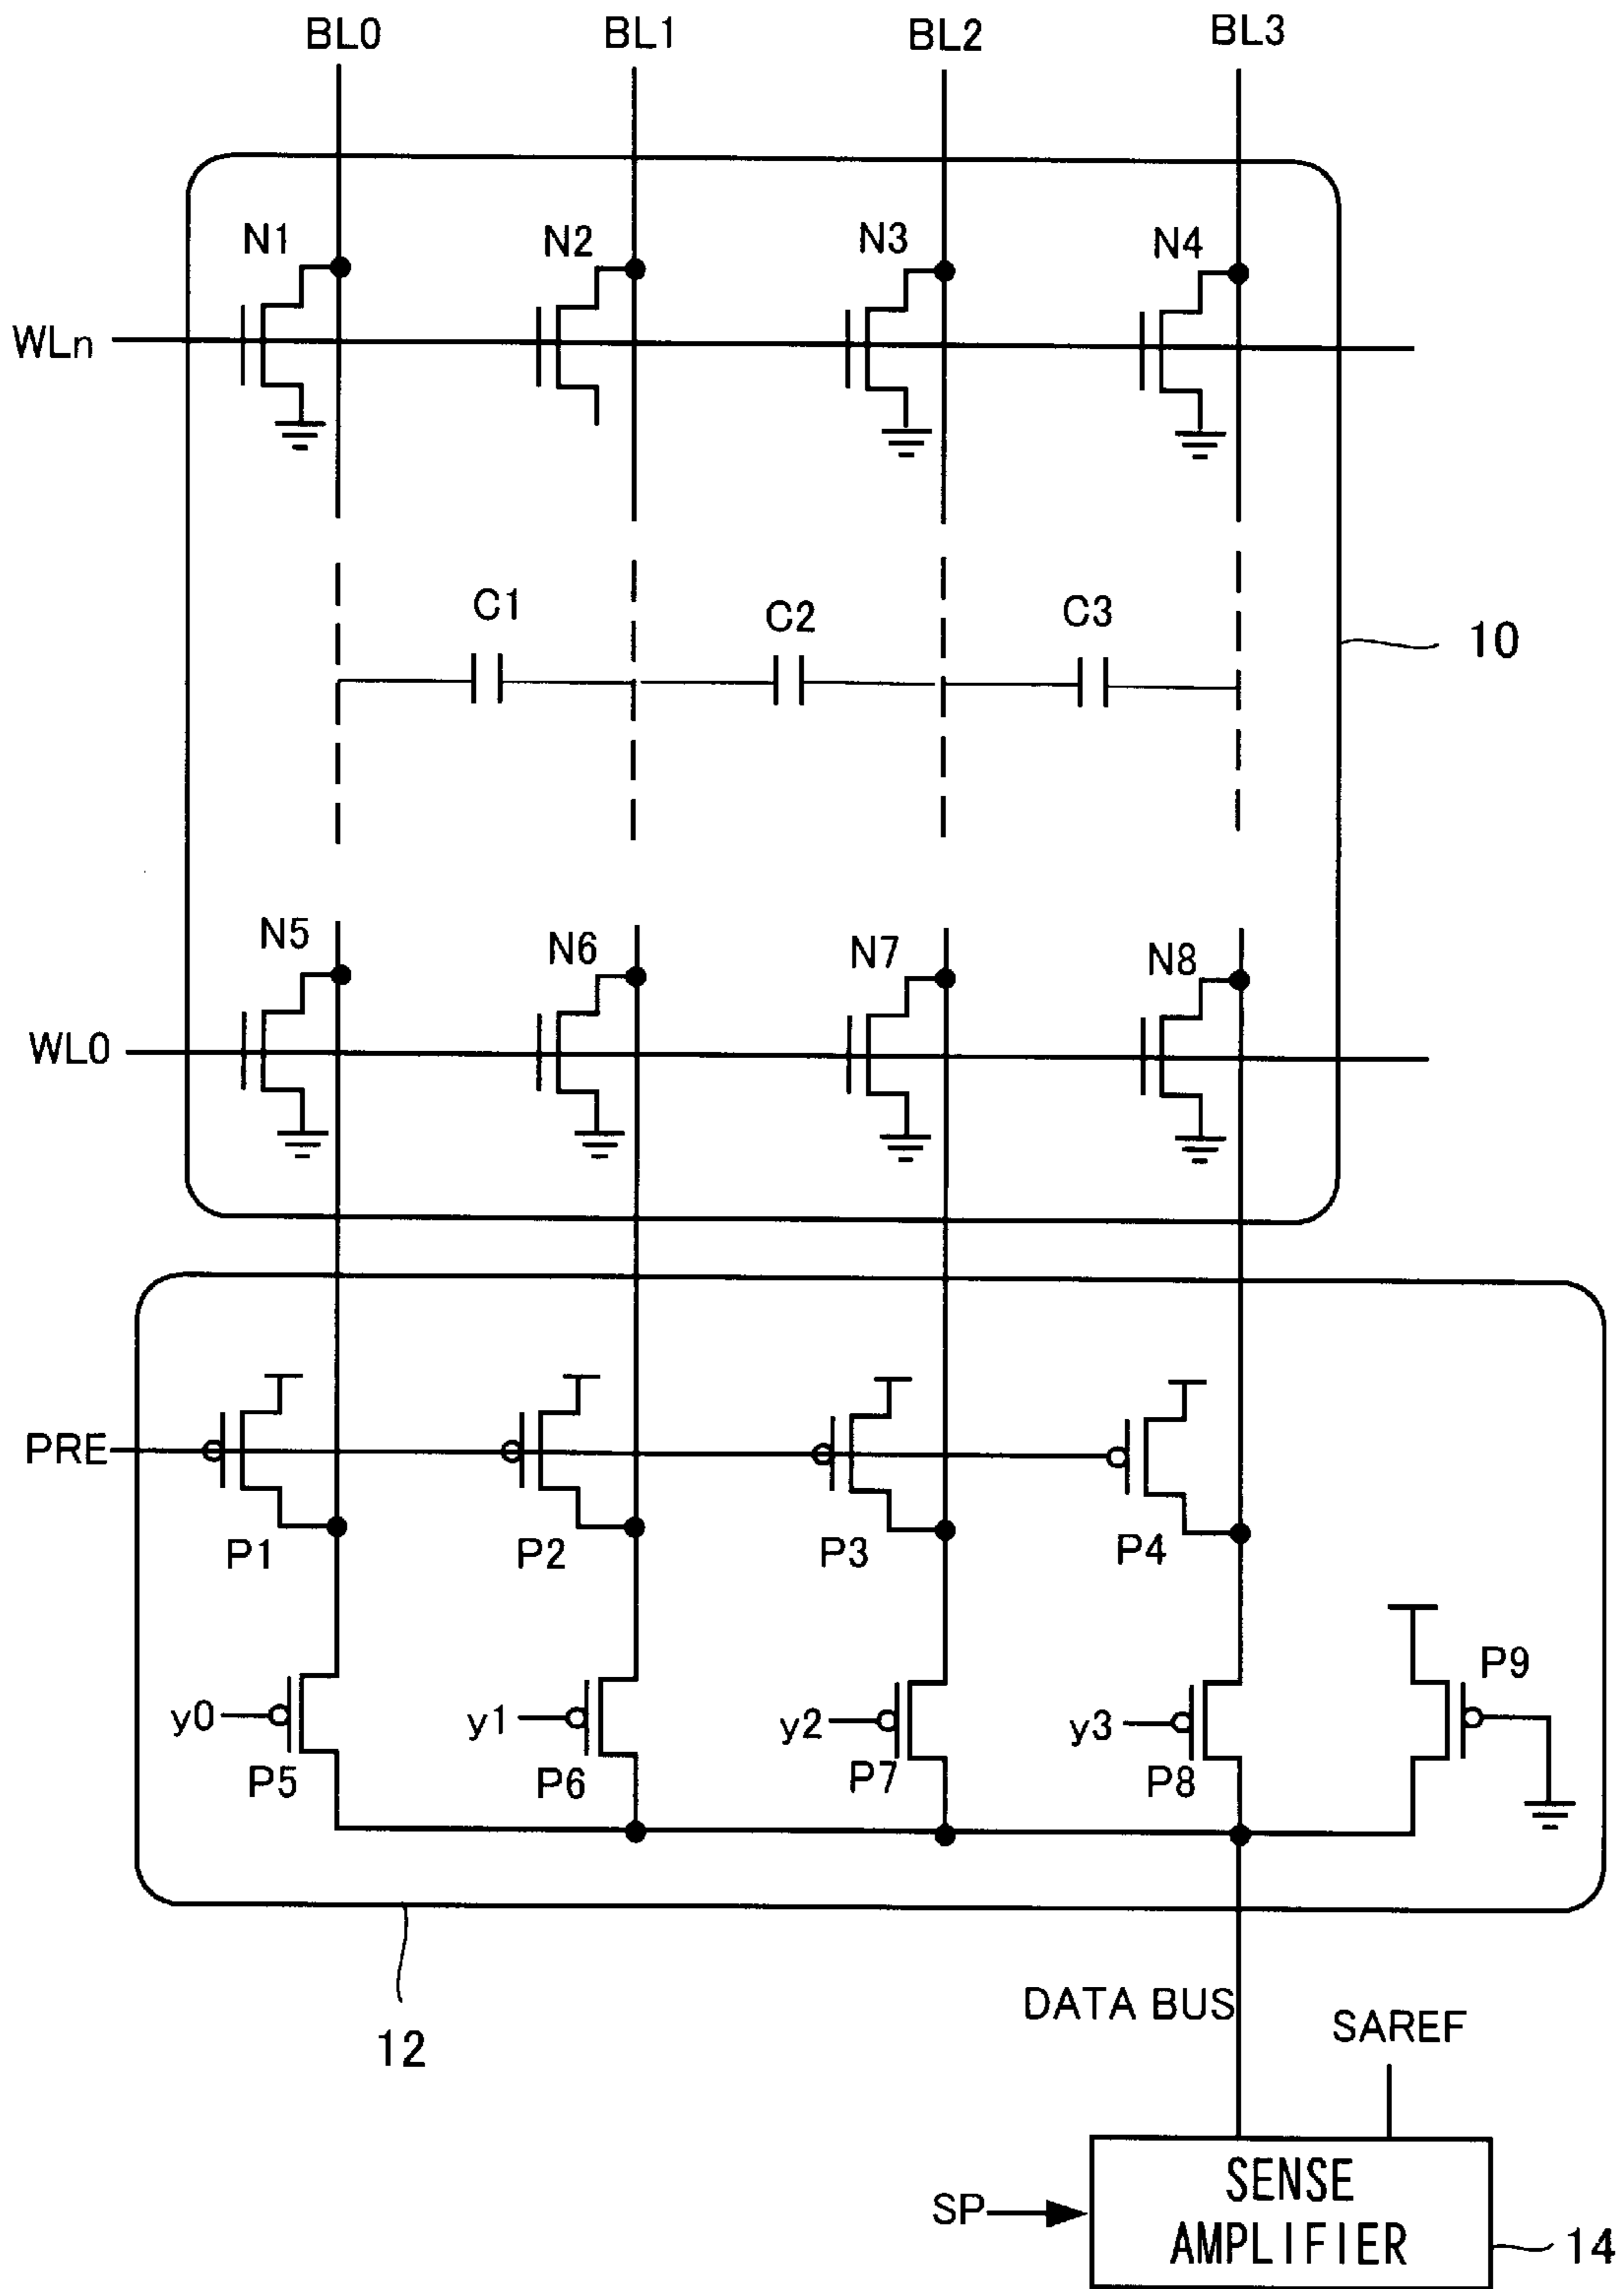 BL0 BL1 BL2 BL3
N1 N2 N3 N4
WLn
C1 C2 C3
10
N5 N6 N7 N8
WL0
PRE
P1 P2 P3 P4
P9
y0 y1 y2 y3
P5 P6 P7 P8
12
DATA BUS
SAREF
SP
SENSE
AMPLIFIER
14